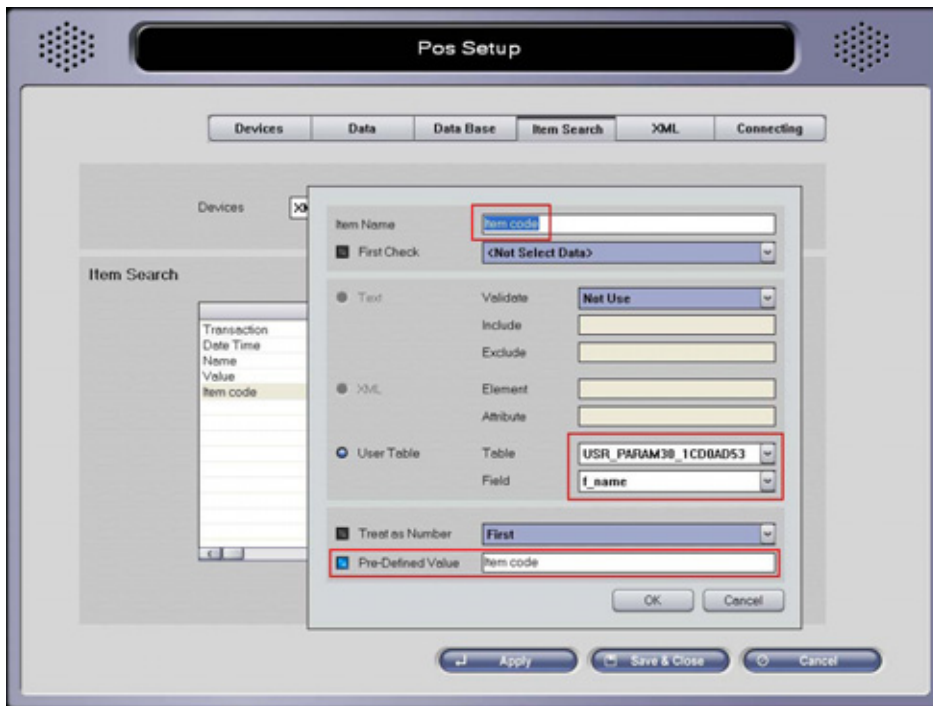 Pos Setup
Devices Data Data Base Item Search XML Connecting
Devices
Item Name Item code
First Check <Not Select Data>
Item Search
Text Validate Not Use
Include
Exclude
Transaction
Date Time
Name
Value
Item code
XML Element
Attribute
User Table Table USR_PARAM30_1CD0AD53
Field f_name
Treat as Number First
Pre-Defined Value Item code
OK Cancel
Apply Save & Close Cancel